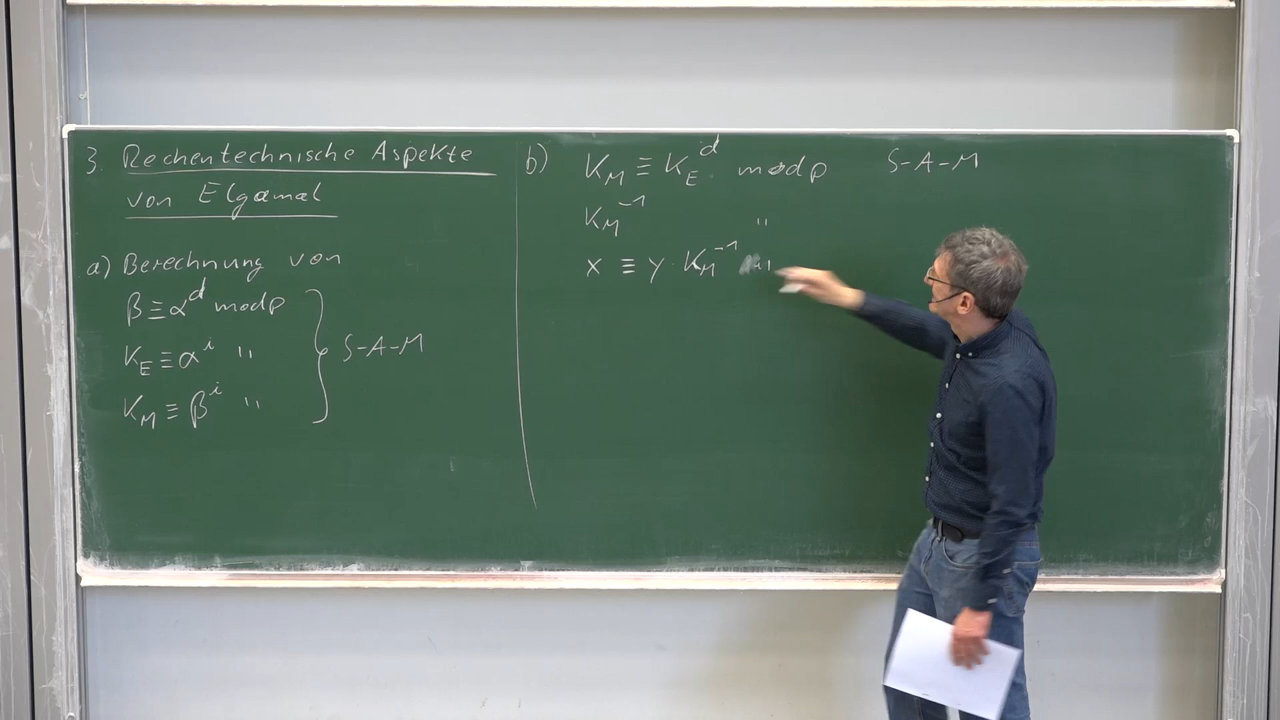 3. Rechentechnische Aspekte
von Elgamal
a) Berechnung von
β ≡ α^d mod p
K_E ≡ α^i "
K_M ≡ β^i "
S-A-M
b) K_M ≡ K_E^d mod p S-A-M
K_M^-1 "
x ≡ y · K_M^-1 "